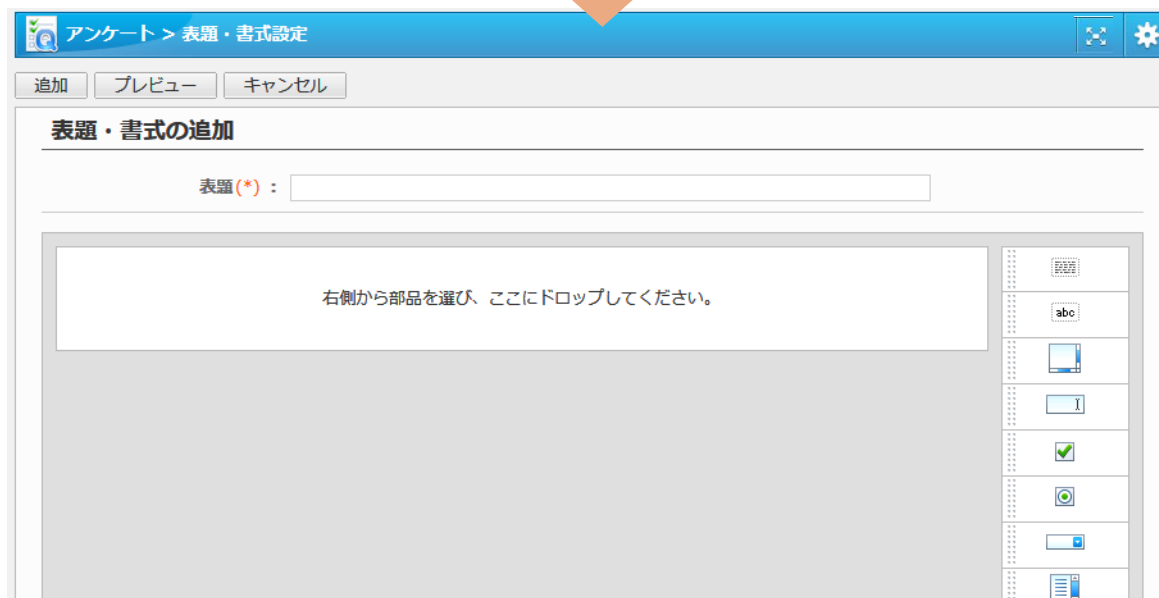 アンケート > 表題・書式設定
追加 プレビュー キャンセル
表題・書式の追加
表題(*) :
右側から部品を選び、ここにドロップしてください。
abc